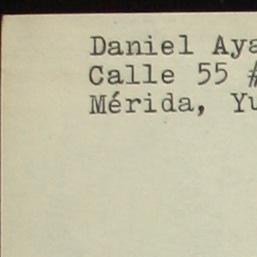 Daniel Aya
Calle 55 #
Mérida, Yu